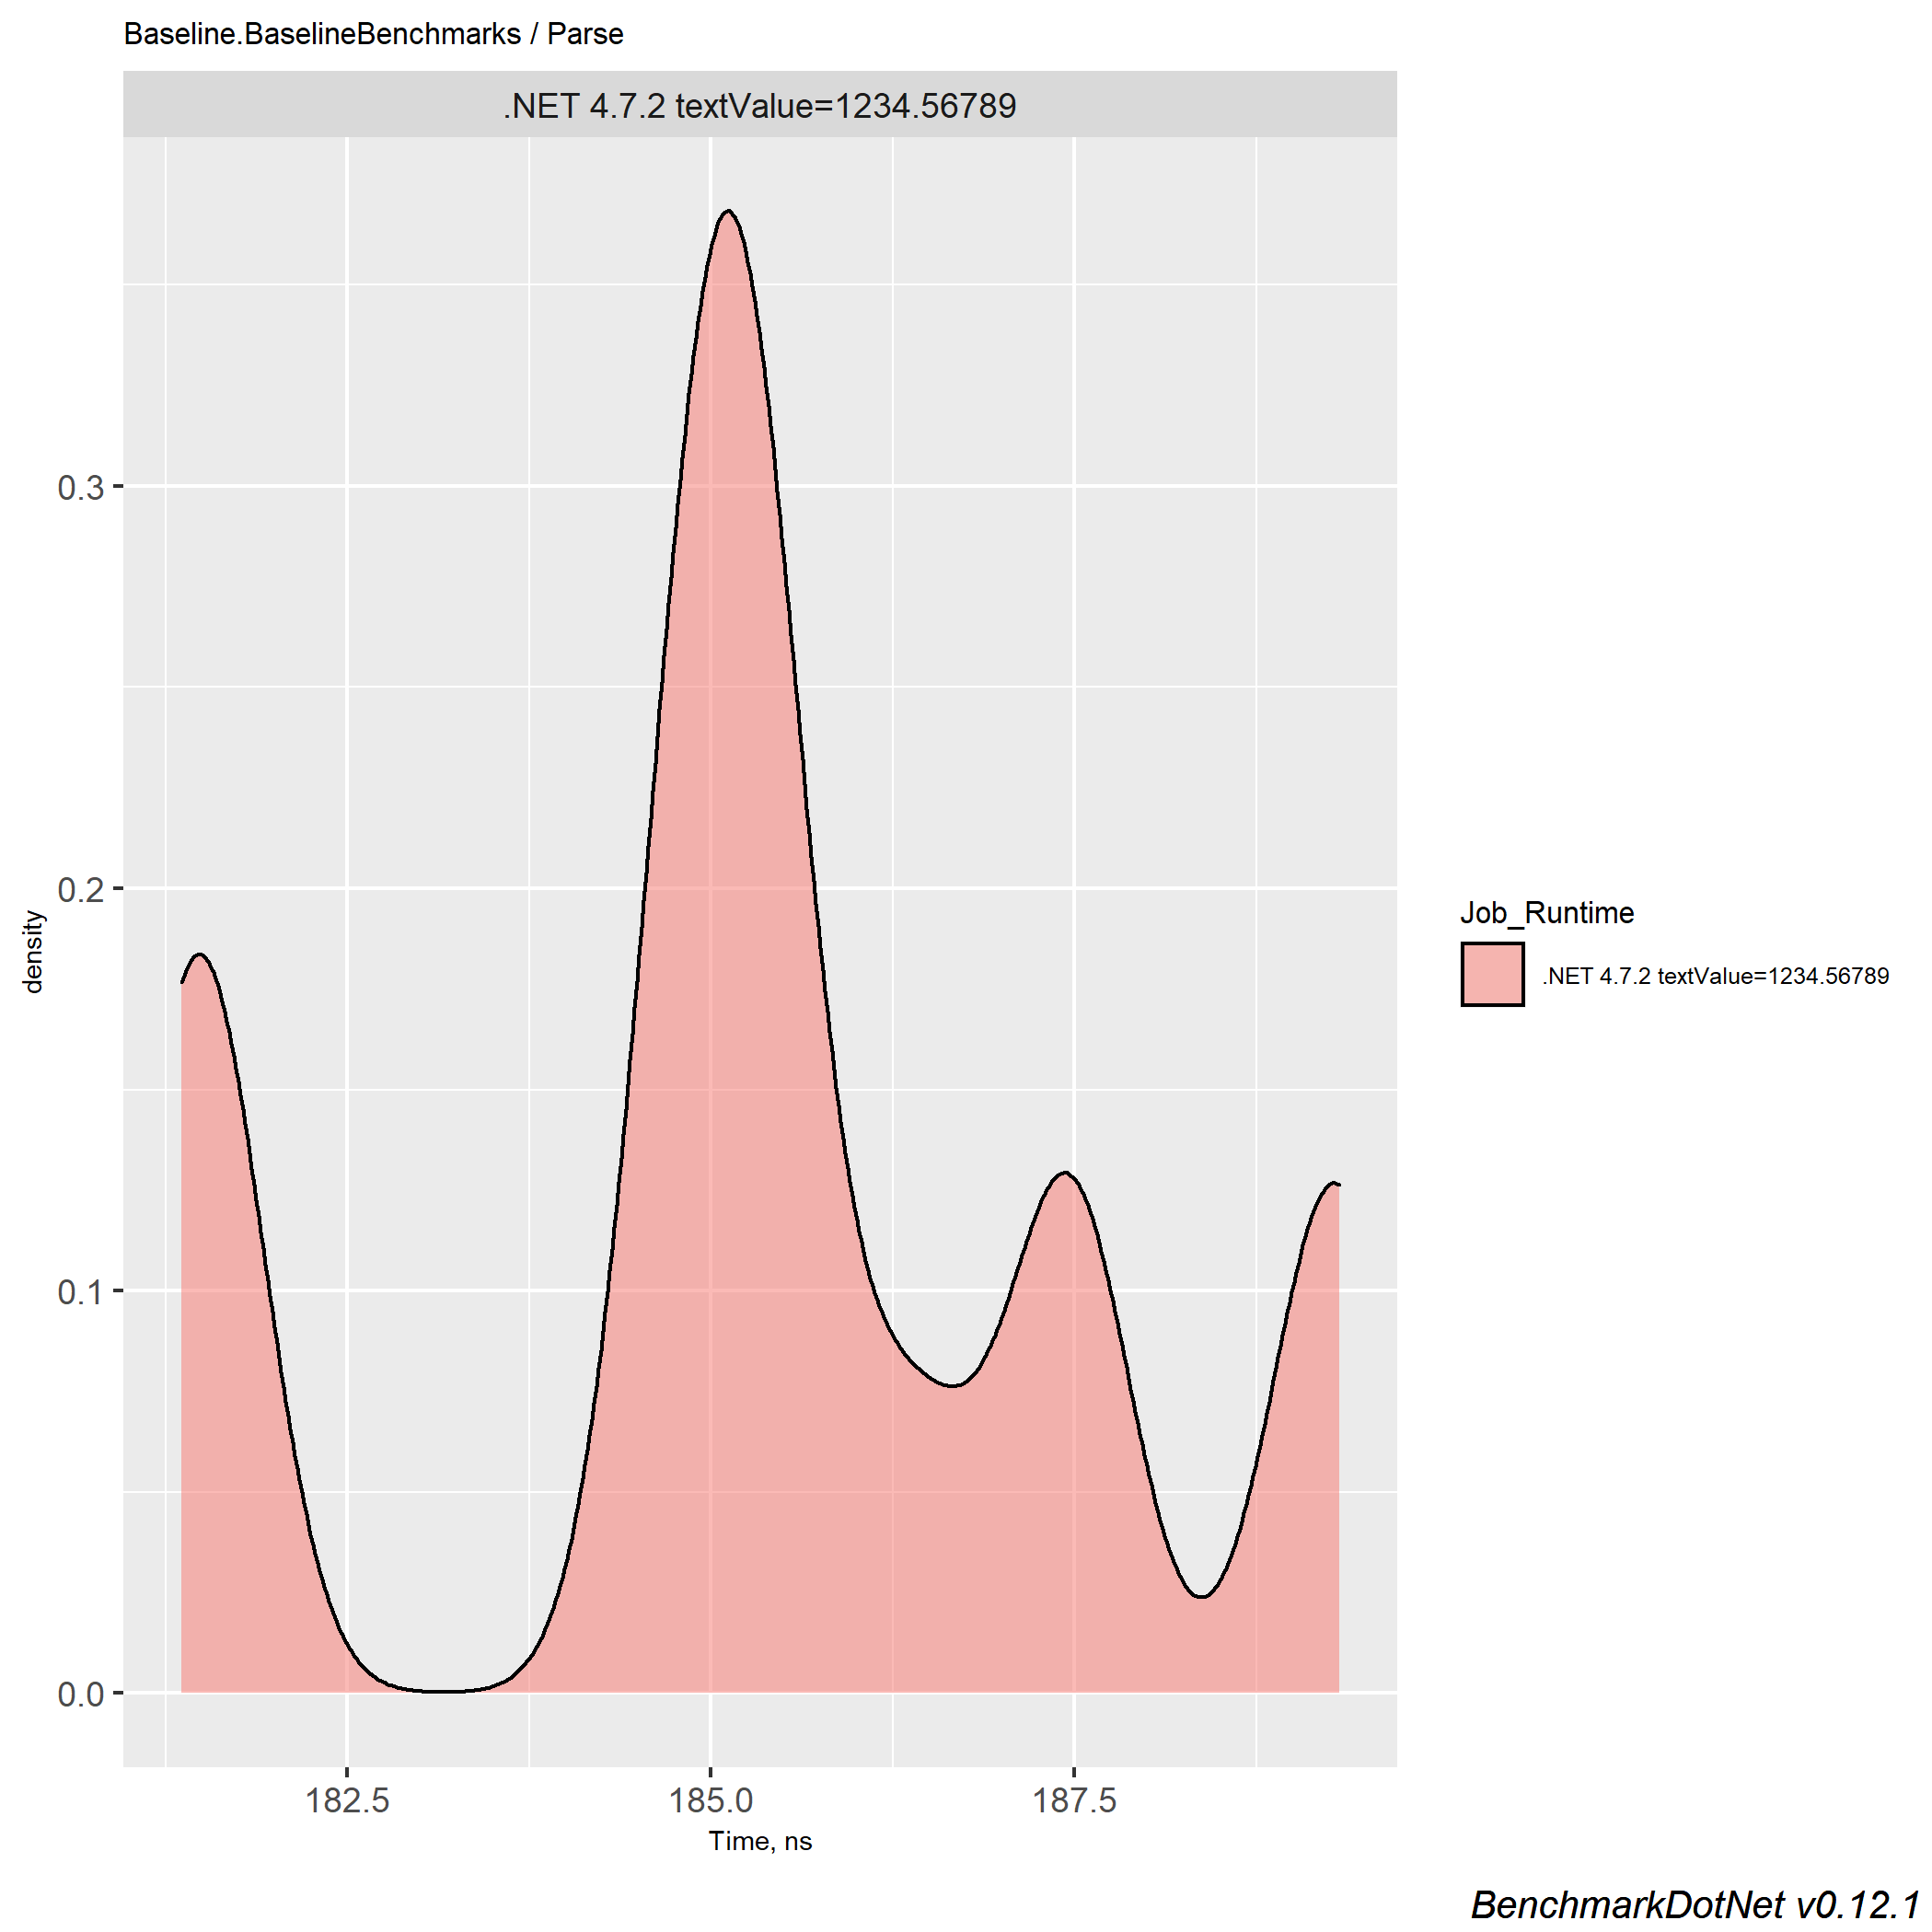 Baseline.BaselineBenchmarks / Parse
.NET 4.7.2 textValue=1234.56789
0.3
0.2
0.1
0.0
density
182.5 185.0 187.5
Time, ns
Job_Runtime
.NET 4.7.2 textValue=1234.56789
BenchmarkDotNet v0.12.1